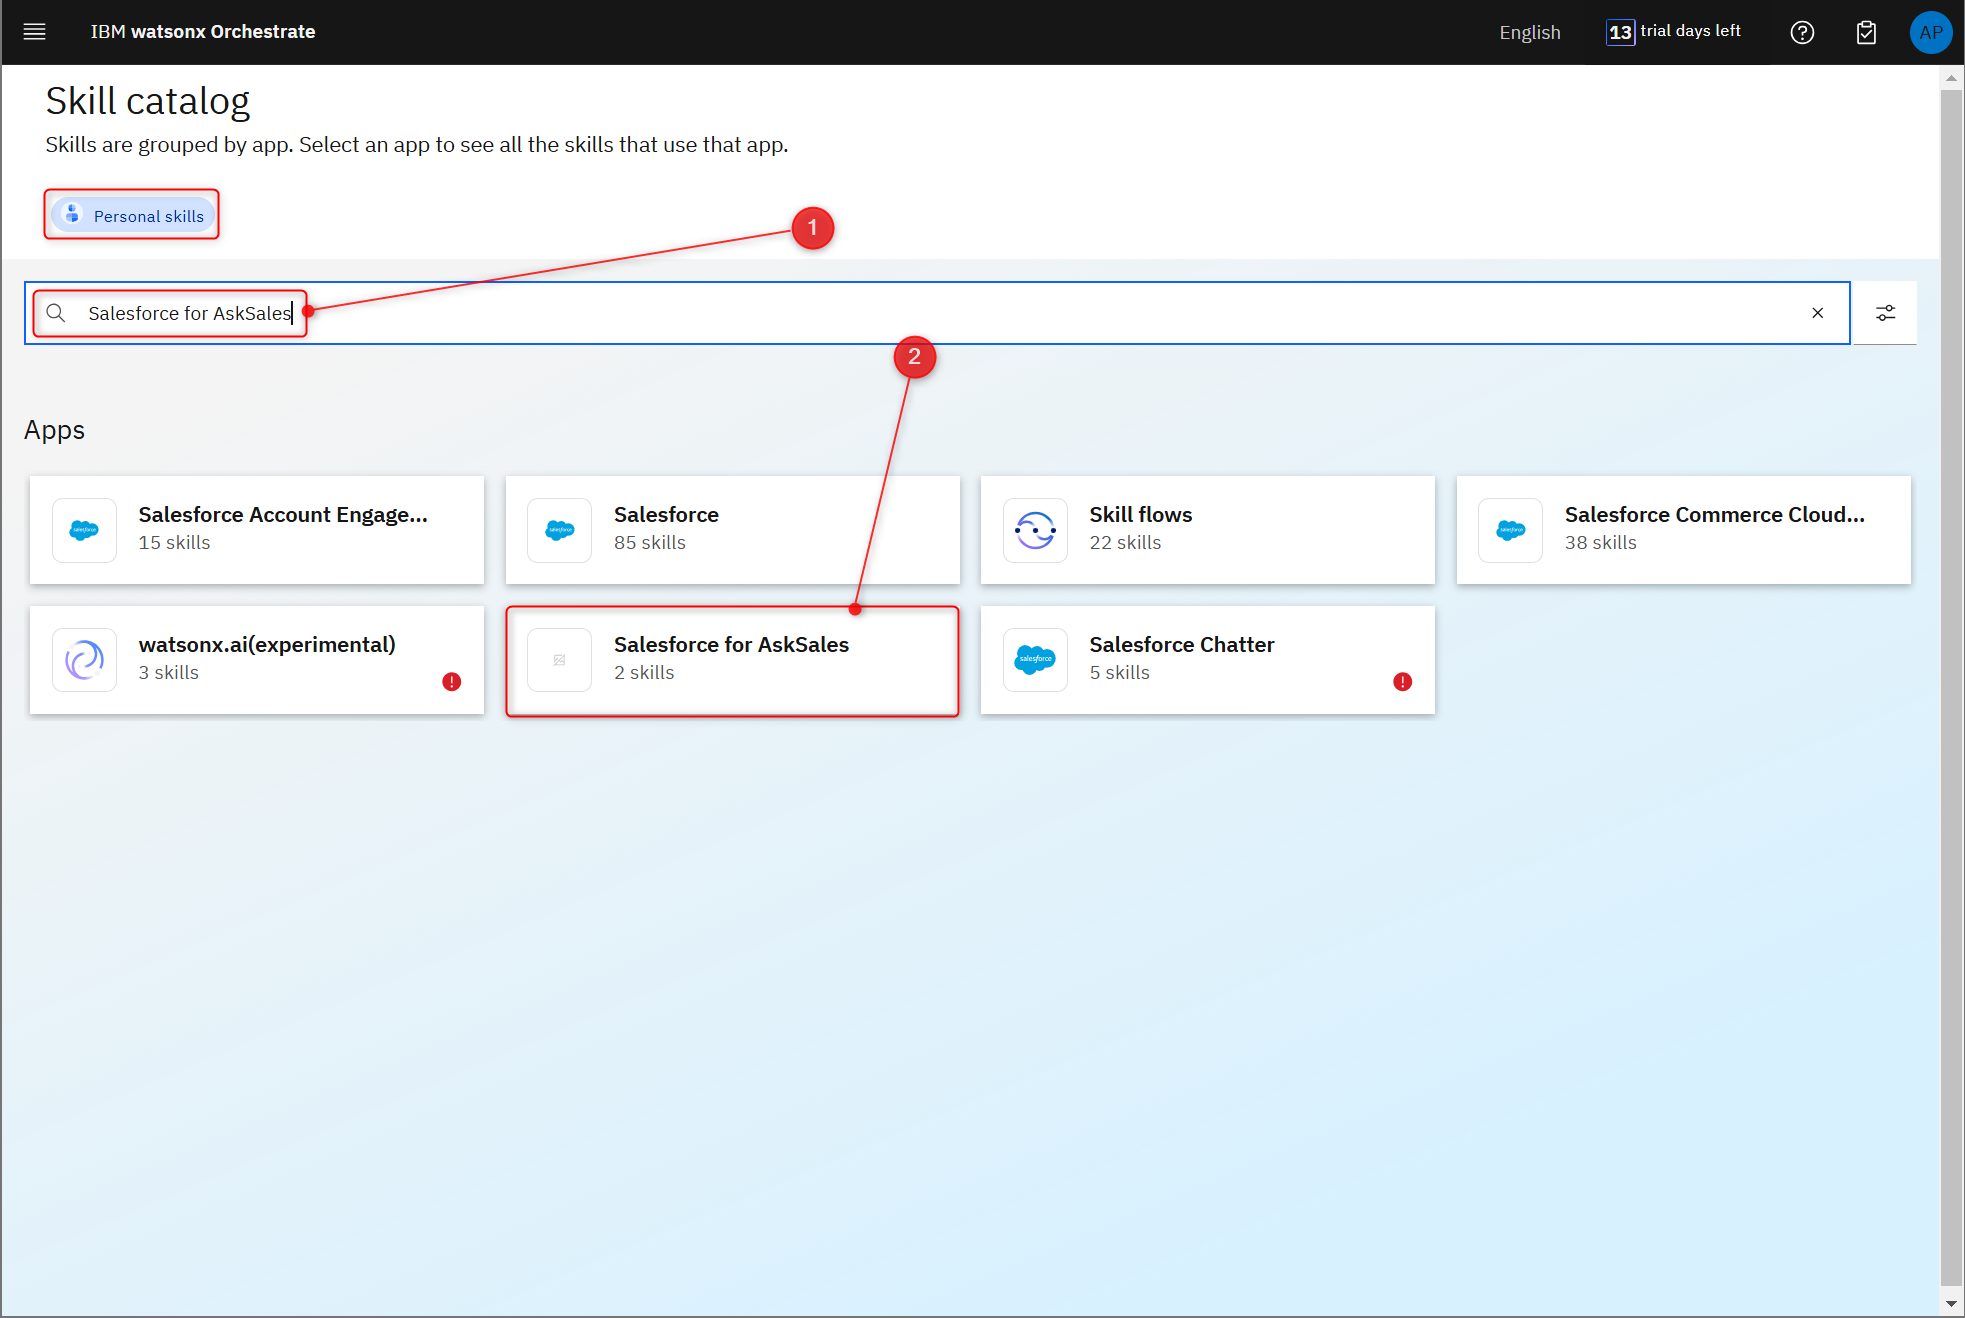 IBM watsonx Orchestrate
English
13 trial days left
AP
Skill catalog
Skills are grouped by app. Select an app to see all the skills that use that app.
Personal skills
1
Salesforce for AskSales
2
Apps
Salesforce Account Engage...
15 skills
Salesforce
85 skills
Skill flows
22 skills
Salesforce Commerce Cloud...
38 skills
watsonx.ai(experimental)
3 skills
Salesforce for AskSales
2 skills
salesforce
Salesforce Chatter
5 skills